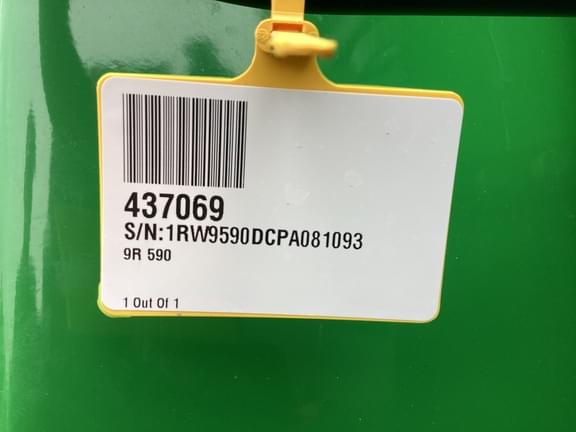 437069
S/N:1RW9590DCPA081093
9R 590
1 Out Of 1